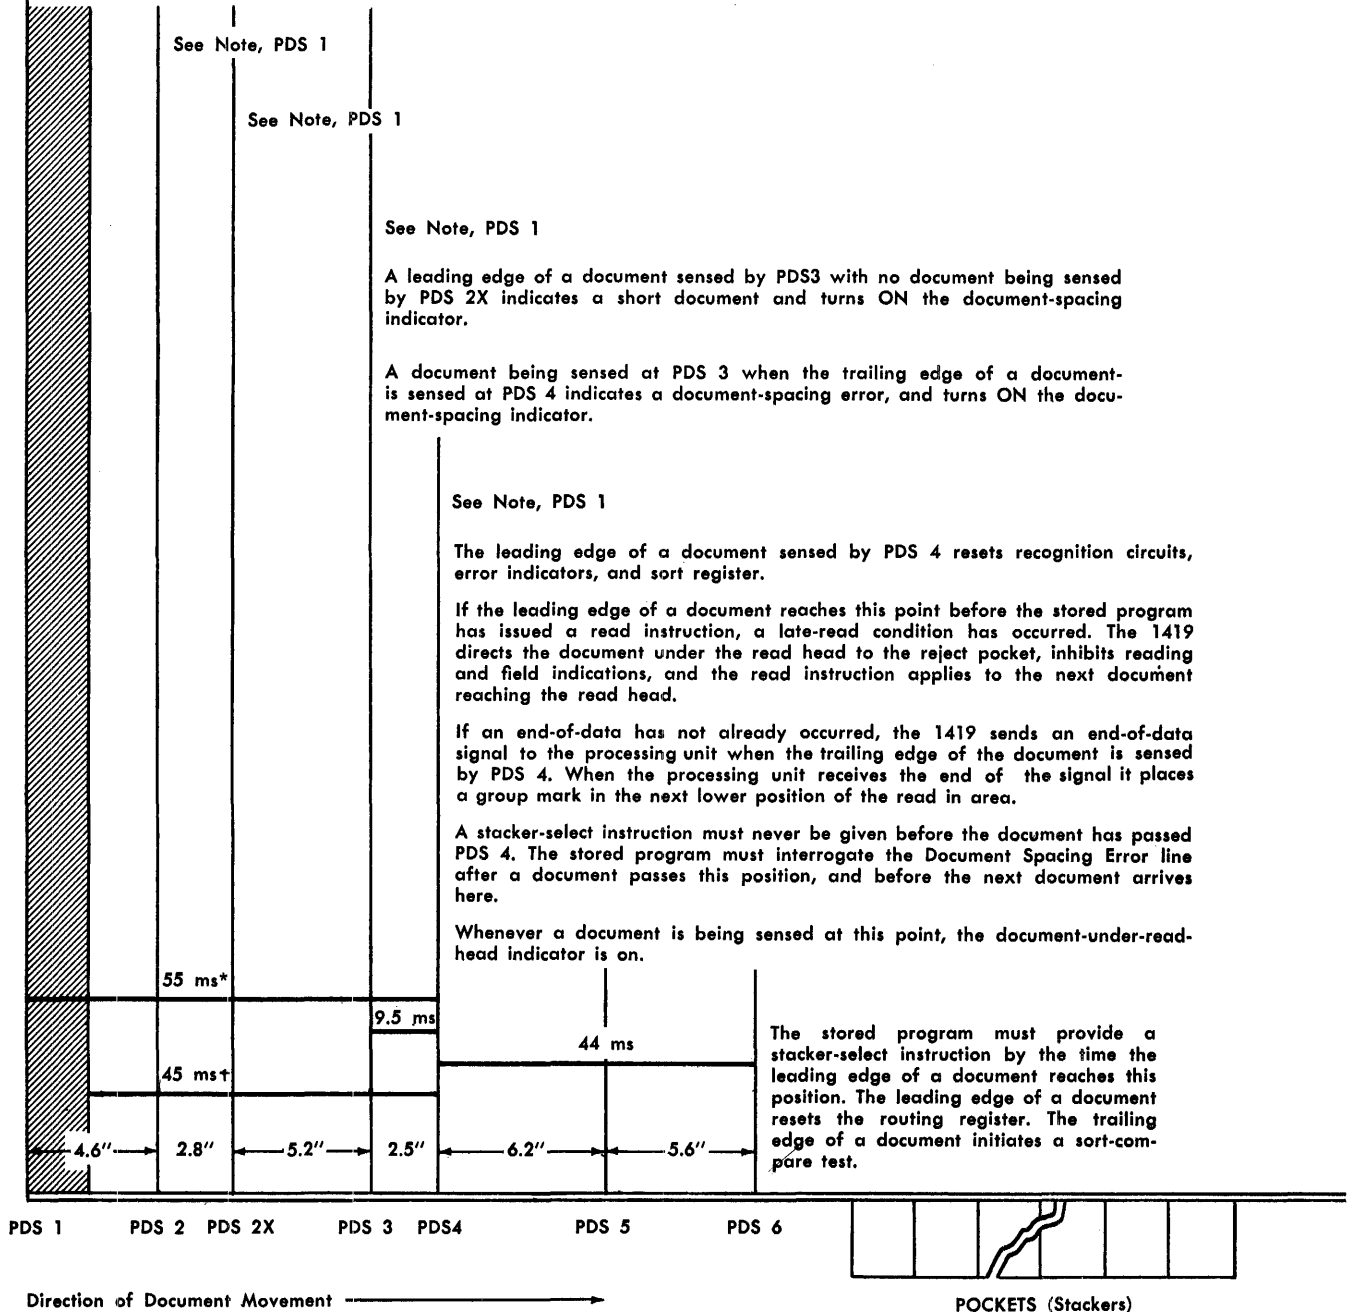 See Note, PDS 1
See Note, PDS 1
See Note, PDS 1
A leading edge of a document sensed by PDS3 with no document being sensed
by PDS 2X indicates a short document and turns ON the document-spacing
indicator.
A document being sensed at PDS 3 when the trailing edge of a document-
is sensed at PDS 4 indicates a document-spacing error, and turns ON the docu-
ment-spacing indicator.
See Note, PDS 1
The leading edge of a document sensed by PDS 4 resets recognition circuits,
error indicators, and sort register.
If the leading edge of a document reaches this point before the stored program
has issued a read instruction, a late-read condition has occurred. The 1419
directs the document under the read head to the reject pocket, inhibits reading
and field indications, and the read instruction applies to the next document
reaching the read head.
If an end-of-data has not already occurred, the 1419 sends an end-of-data
signal to the processing unit when the trailing edge of the document is sensed
by PDS 4. When the processing unit receives the end of the signal it places
a group mark in the next lower position of the read in area.
A stacker-select instruction must never be given before the document has passed
PDS 4. The stored program must interrogate the Document Spacing Error line
after a document passes this position, and before the next document arrives
here.
Whenever a document is being sensed at this point, the document-under-read-
head indicator is on.
55 ms*
9.5 ms
44 ms
45 ms†
The stored program must provide a
stacker-select instruction by the time the
leading edge of a document reaches this
position. The leading edge of a document
resets the routing register. The trailing
edge of a document initiates a sort-com-
pare test.
4.6" 2.8" 5.2" 2.5" 6.2" 5.6"
PDS 1 PDS 2 PDS 2X PDS 3 PDS4 PDS 5 PDS 6
Direction of Document Movement
POCKETS (Stackers)